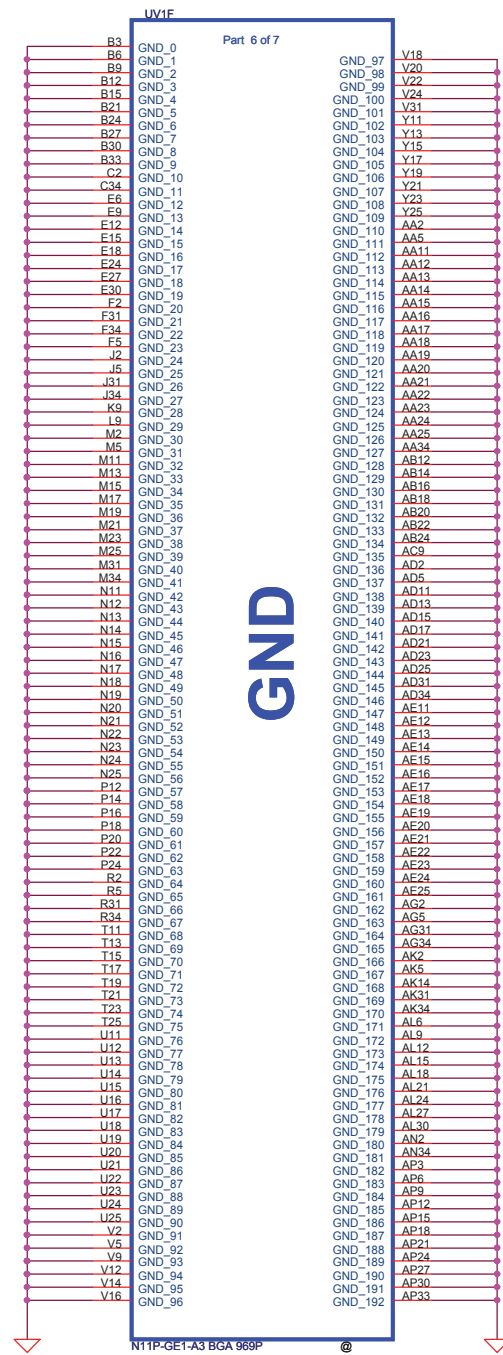 UV1F
Part 6 of 7
B3 GND_0
B6 GND_1
B9 GND_2
B12 GND_3
B15 GND_4
B21 GND_5
B24 GND_6
B27 GND_7
B30 GND_8
B33 GND_9
C2 GND_10
C34 GND_11
E6 GND_12
E9 GND_13
E12 GND_14
E15 GND_15
E18 GND_16
E24 GND_17
E27 GND_18
E30 GND_19
F2 GND_20
F31 GND_21
F34 GND_22
F5 GND_23
J2 GND_24
J5 GND_25
J31 GND_26
J34 GND_27
K9 GND_28
L9 GND_29
M2 GND_30
M5 GND_31
M11 GND_32
M13 GND_33
M15 GND_34
M17 GND_35
M19 GND_36
M21 GND_37
M23 GND_38
M25 GND_39
M31 GND_40
M34 GND_41
N11 GND_42
N12 GND_43
N13 GND_44
N14 GND_45
N15 GND_46
N16 GND_47
N17 GND_48
N18 GND_49
N19 GND_50
N20 GND_51
N21 GND_52
N22 GND_53
N23 GND_54
N24 GND_55
N25 GND_56
P12 GND_57
P14 GND_58
P16 GND_59
P18 GND_60
P20 GND_61
P22 GND_62
P24 GND_63
R2 GND_64
R5 GND_65
R31 GND_66
R34 GND_67
T11 GND_68
T13 GND_69
T15 GND_70
T17 GND_71
T19 GND_72
T21 GND_73
T23 GND_74
T25 GND_75
U11 GND_76
U12 GND_77
U13 GND_78
U14 GND_79
U15 GND_80
U16 GND_81
U17 GND_82
U18 GND_83
U19 GND_84
U20 GND_85
U21 GND_86
U22 GND_87
U23 GND_88
U24 GND_89
U25 GND_90
V2 GND_91
V5 GND_92
V9 GND_93
V12 GND_94
V14 GND_95
V16 GND_96
GND
GND_97 V18
GND_98 V20
GND_99 V22
GND_100 V24
GND_101 V31
GND_102 Y11
GND_103 Y13
GND_104 Y15
GND_105 Y17
GND_106 Y19
GND_107 Y21
GND_108 Y23
GND_109 Y25
GND_110 AA2
GND_111 AA5
GND_112 AA11
GND_113 AA12
GND_114 AA13
GND_115 AA14
GND_116 AA15
GND_117 AA16
GND_118 AA17
GND_119 AA18
GND_120 AA19
GND_121 AA20
GND_122 AA21
GND_123 AA22
GND_124 AA23
GND_125 AA24
GND_126 AA25
GND_127 AA34
GND_128 AB12
GND_129 AB14
GND_130 AB16
GND_131 AB18
GND_132 AB20
GND_133 AB22
GND_134 AB24
GND_135 AC9
GND_136 AD2
GND_137 AD5
GND_138 AD11
GND_139 AD13
GND_140 AD15
GND_141 AD17
GND_142 AD21
GND_143 AD23
GND_144 AD25
GND_145 AD31
GND_146 AD34
GND_147 AE11
GND_148 AE12
GND_149 AE13
GND_150 AE14
GND_151 AE15
GND_152 AE16
GND_153 AE17
GND_154 AE18
GND_155 AE19
GND_156 AE20
GND_157 AE21
GND_158 AE22
GND_159 AE23
GND_160 AE24
GND_161 AE25
GND_162 AG2
GND_163 AG5
GND_164 AG31
GND_165 AG34
GND_166 AK2
GND_167 AK5
GND_168 AK14
GND_169 AK31
GND_170 AK34
GND_171 AL6
GND_172 AL9
GND_173 AL12
GND_174 AL15
GND_175 AL18
GND_176 AL21
GND_177 AL24
GND_178 AL27
GND_179 AL30
GND_180 AN2
GND_181 AN34
GND_182 AP3
GND_183 AP6
GND_184 AP9
GND_185 AP12
GND_186 AP15
GND_187 AP18
GND_188 AP21
GND_189 AP24
GND_190 AP27
GND_191 AP30
GND_192 AP33
N11P-GE1-A3 BGA 969P @